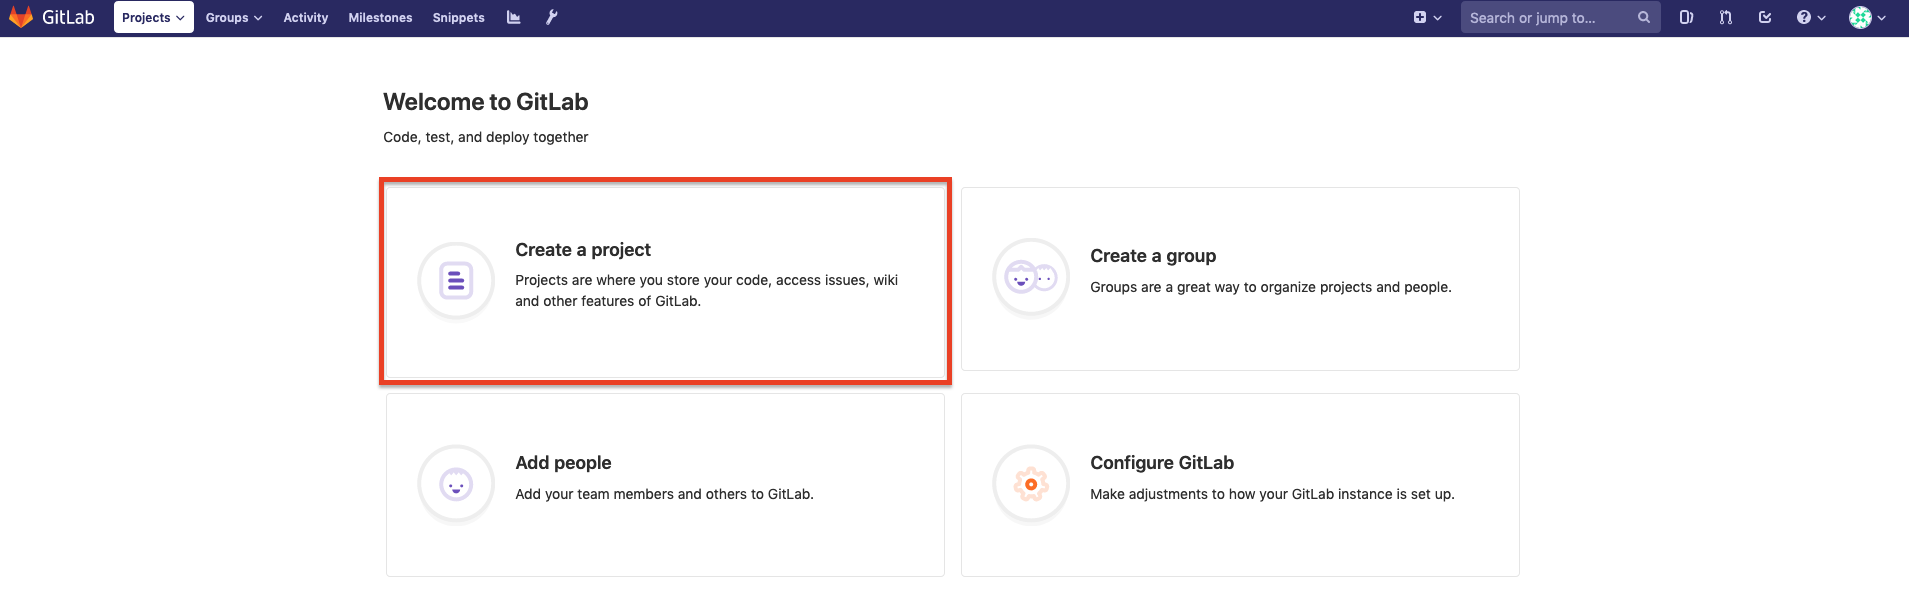 GitLab Projects Groups Activity Milestones Snippets Search or jump to...
Welcome to GitLab
Code, test, and deploy together
Create a project
Projects are where you store your code, access issues, wiki
and other features of GitLab.
Create a group
Groups are a great way to organize projects and people.
Add people
Add your team members and others to GitLab.
Configure GitLab
Make adjustments to how your GitLab instance is set up.